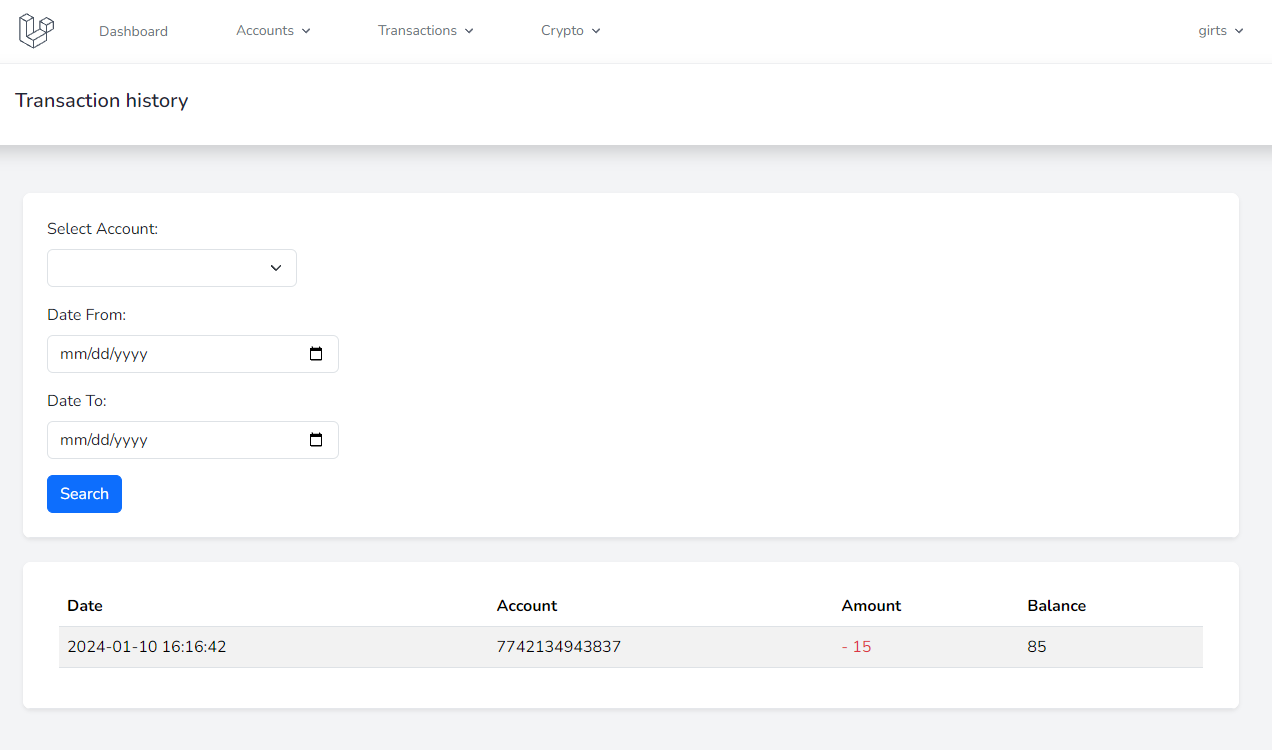 Dashboard Accounts Transactions Crypto girts
Transaction history
Select Account:
Date From:
mm/dd/yyyy
Date To:
mm/dd/yyyy
Search
Date Account Amount Balance
2024-01-10 16:16:42 7742134943837 - 15 85